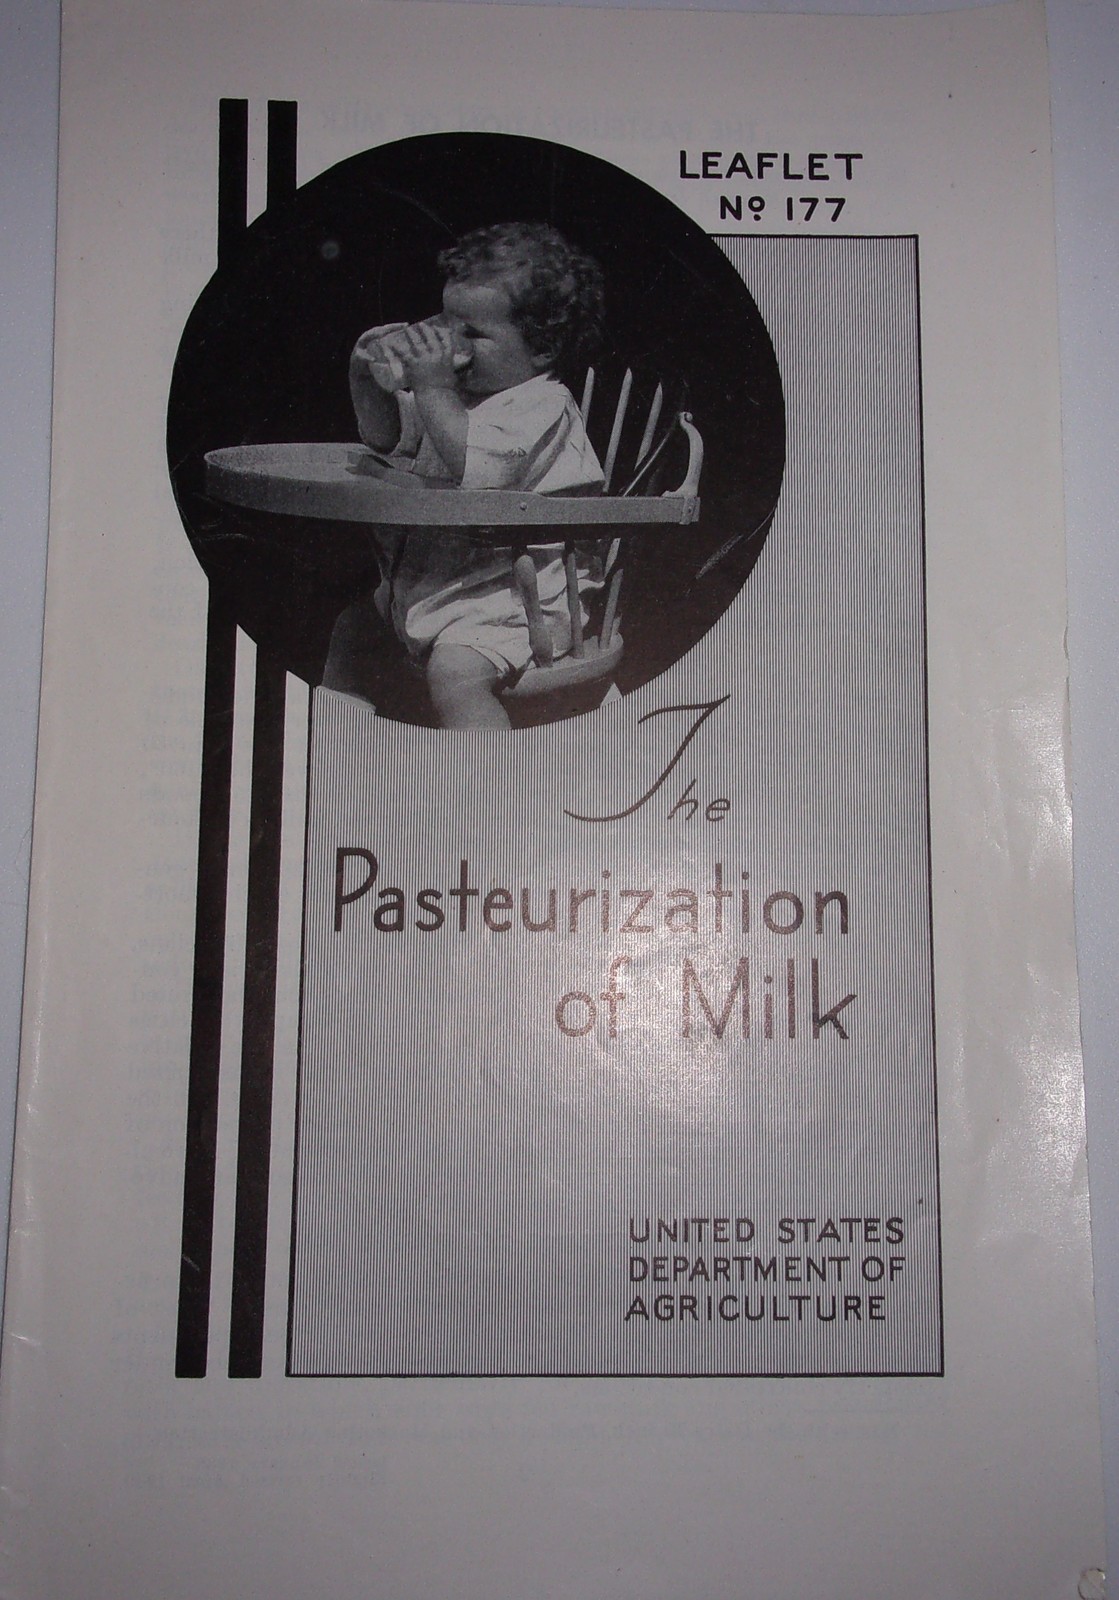 LEAFLET
Nº 177
The
Pasteurization
of Milk
UNITED STATES
DEPARTMENT OF
AGRICULTURE